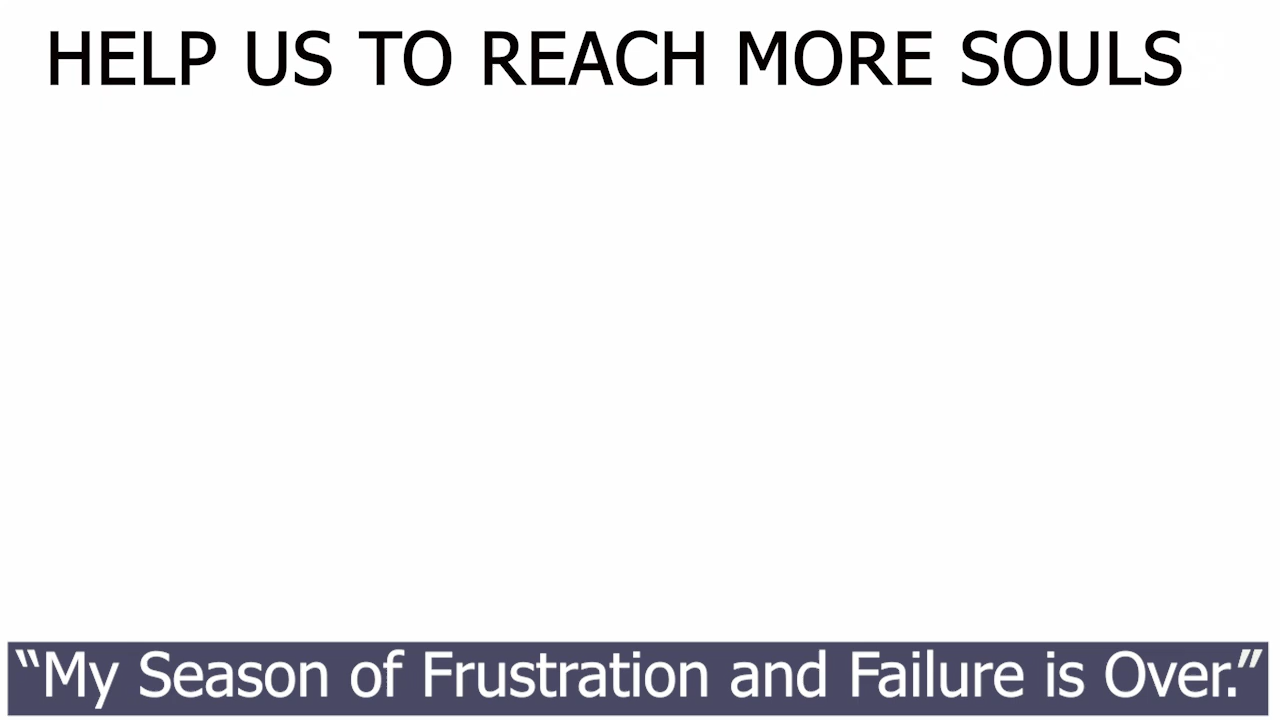 HELP US TO REACH MORE SOULS
“My Season of Frustration and Failure is Over.”